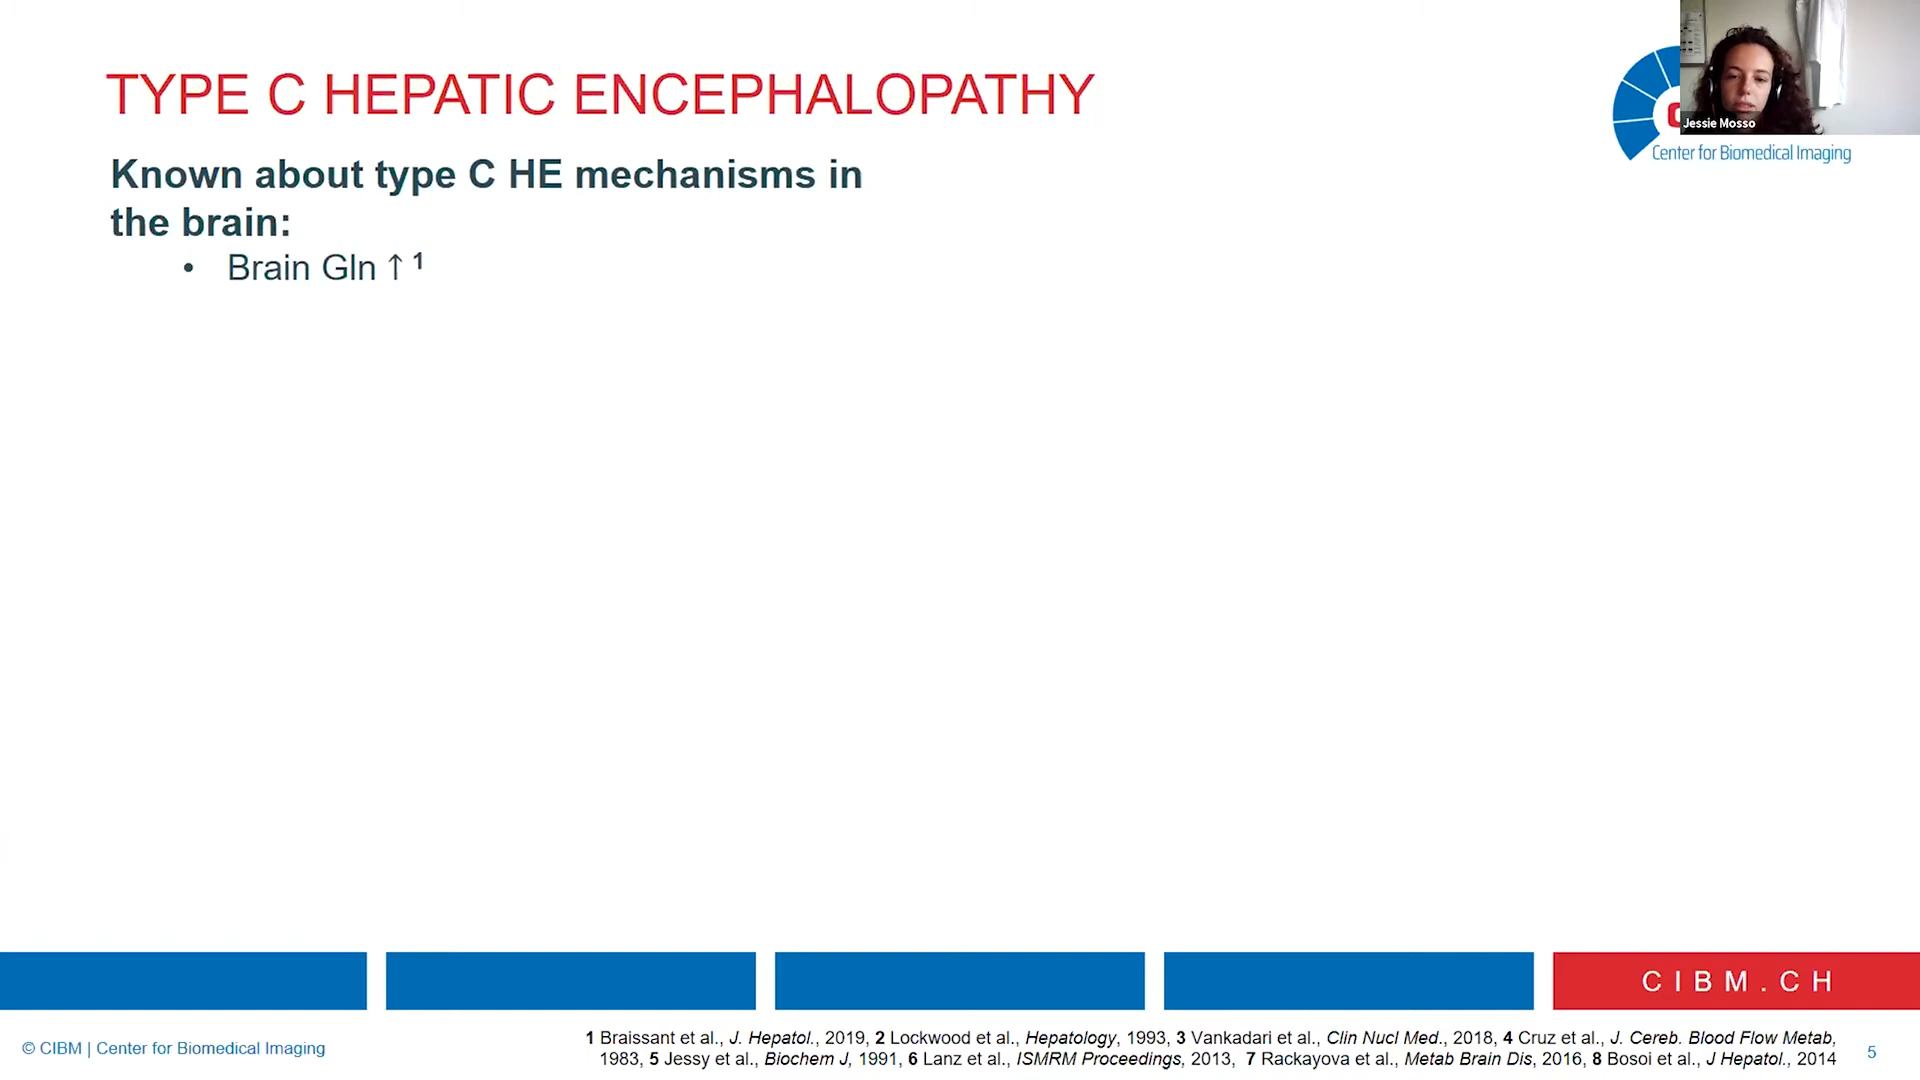 TYPE C HEPATIC ENCEPHALOPATHY
Jessie Mosso
Center for Biomedical Imaging
Known about type C HE mechanisms in
the brain:
• Brain Gln ↑ ¹
CIBM.CH
© CIBM | Center for Biomedical Imaging
1 Braissant et al., J. Hepatol., 2019, 2 Lockwood et al., Hepatology, 1993, 3 Vankadari et al., Clin Nucl Med., 2018, 4 Cruz et al., J. Cereb. Blood Flow Metab,
1983, 5 Jessy et al., Biochem J, 1991, 6 Lanz et al., ISMRM Proceedings, 2013, 7 Rackayova et al., Metab Brain Dis, 2016, 8 Bosoi et al., J Hepatol., 2014
5